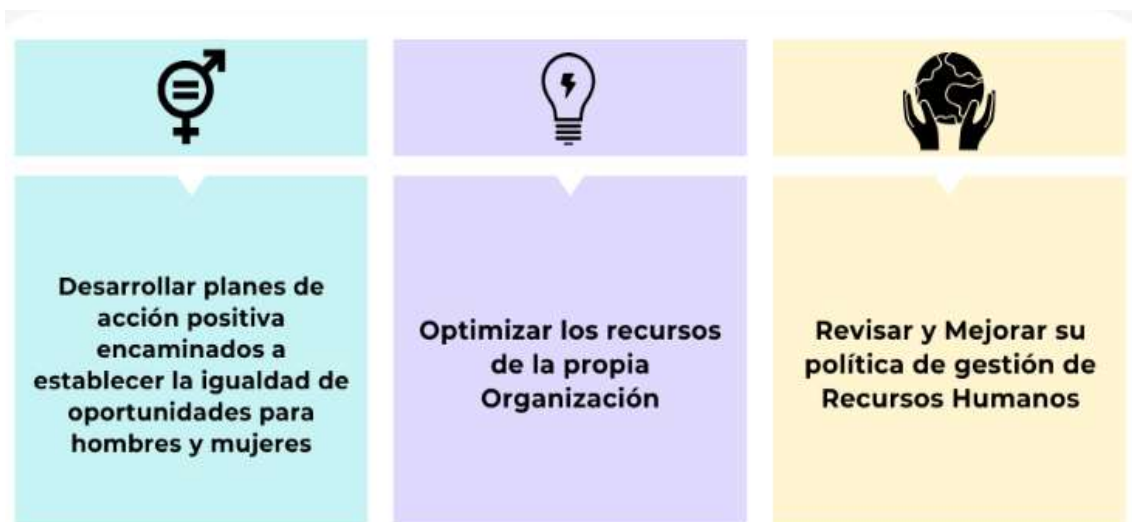 Desarrollar planes de
acción positiva
encaminados a
establecer la igualdad de
oportunidades para
hombres y mujeres
Optimizar los recursos
de la propia
Organización
Revisar y Mejorar su
política de gestión de
Recursos Humanos